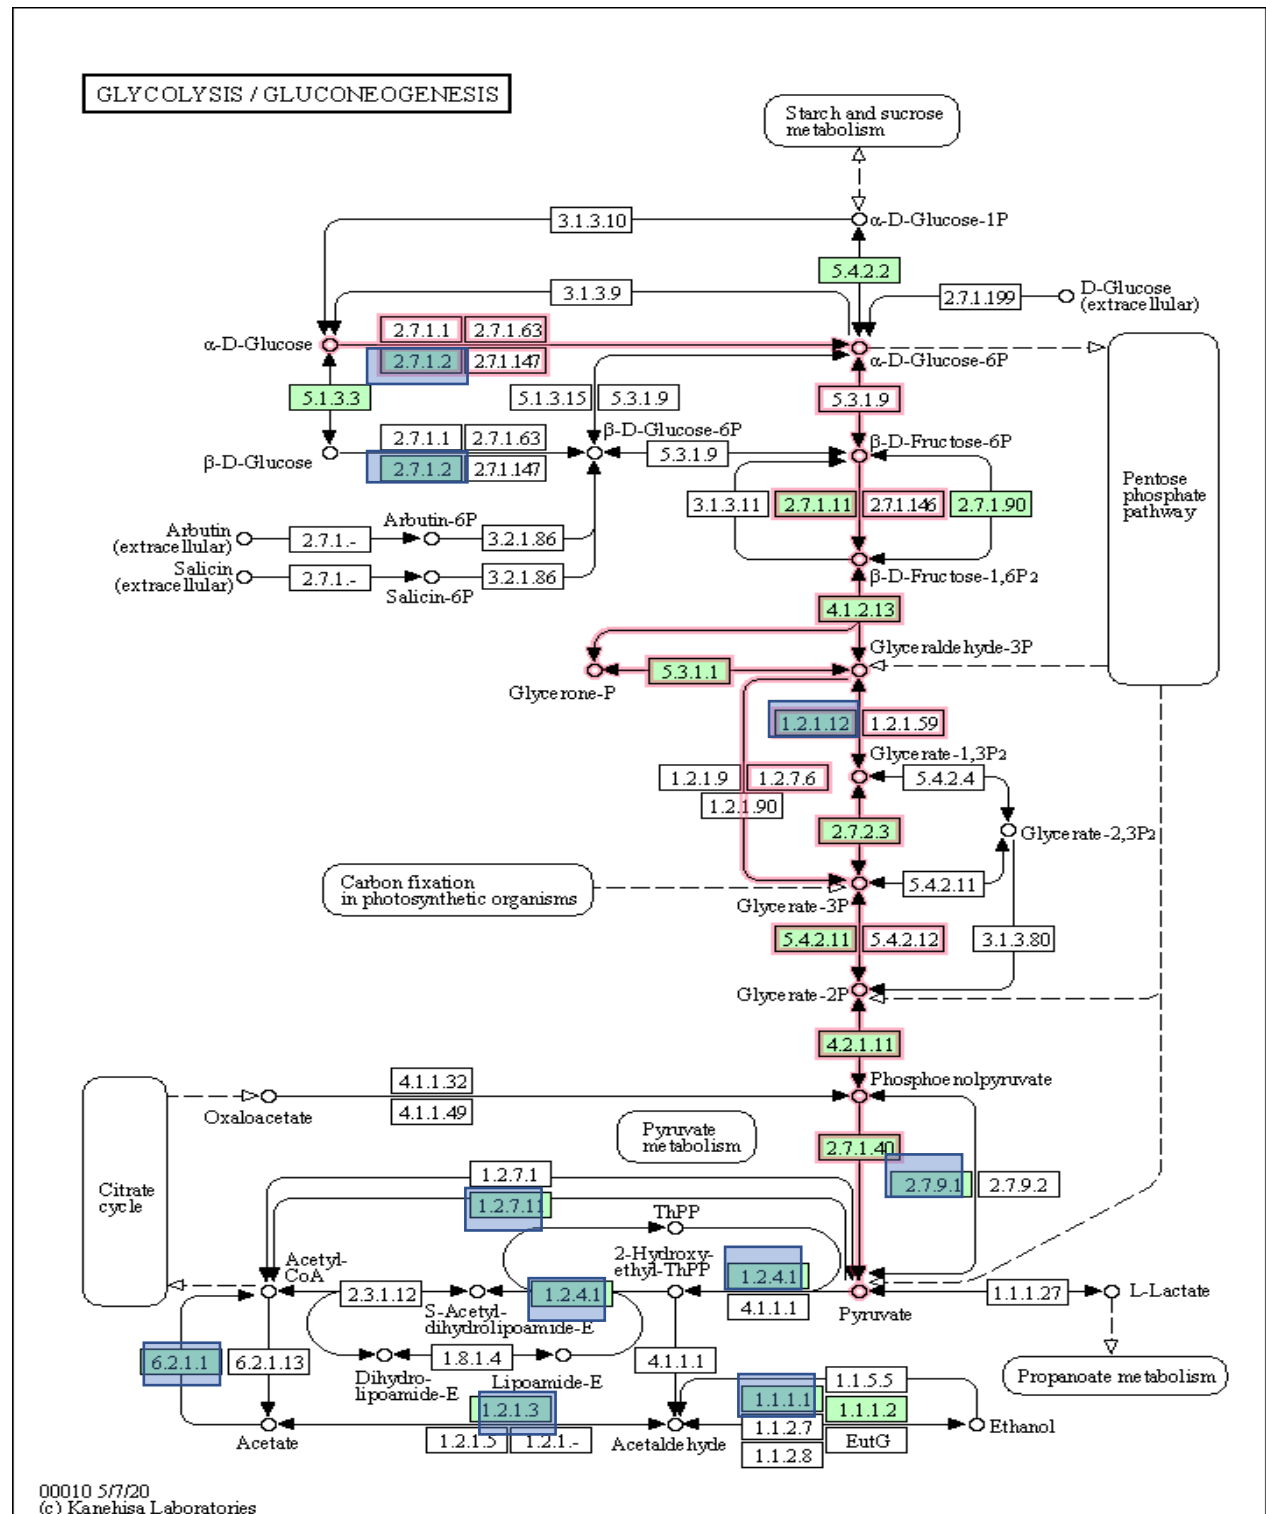 GLYCOLYSIS / GLUCONEOGENESIS
Starch and sucrose
metabolism
3.1.3.10
α-D-Glucose-1P
5.4.2.2
3.1.3.9
2.7.1.199
D-Glucose
(extracellular)
2.7.1.1
2.7.1.63
α-D-Glucose
2.7.1.2
2.7.1.147
α-D-Glucose-6P
5.1.3.3
5.1.3.15
5.3.1.9
5.3.1.9
2.7.1.1
2.7.1.63
β-D-Glucose-6P
β-D-Fructose-6P
β-D-Glucose
2.7.1.2
2.7.1.147
5.3.1.9
Pentose
phosphate
pathway
3.1.3.11
2.7.1.11
2.7.1.146
2.7.1.90
Arbutin
(extracellular)
2.7.1.-
Arbutin-6P
3.2.1.86
Salicin
(extracellular)
2.7.1.-
Salicin-6P
3.2.1.86
β-D-Fructose-1,6P2
4.1.2.13
Glyceraldehyde-3P
5.3.1.1
Glycerone-P
1.2.1.12
1.2.1.59
Glycerate-1,3P2
1.2.1.9
1.2.7.6
1.2.1.90
5.4.2.4
2.7.2.3
Glycerate-2,3P2
Carbon fixation
in photosynthetic organisms
5.4.2.11
Glycerate-3P
5.4.2.11
5.4.2.12
3.1.3.80
Glycerate-2P
4.2.1.11
Phosphoenolpyruvate
4.1.1.32
4.1.1.49
Oxaloacetate
Pyruvate
metabolism
2.7.1.40
Citrate
cycle
1.2.7.1
1.2.7.11
2.7.9.1
2.7.9.2
ThPP
Acetyl-
CoA
2-Hydroxy-
ethyl-ThPP
1.2.4.1
2.3.1.12
S-Acetyl-
dihydrolipoamide-E
1.2.4.1
4.1.1.1
Pyruvate
1.1.1.27
L-Lactate
6.2.1.1
6.2.1.13
1.8.1.4
4.1.1.1
Dihydro-
lipoamide-E
Lipoamide-E
Propanoate metabolism
1.1.5.5
1.2.1.3
1.1.1.1
1.1.1.2
Acetate
1.2.1.5
1.2.1.-
Acetaldehyde
1.1.2.7
EutG
1.1.2.8
Ethanol
00010 5/7/20
(c) Kanehisa Laboratories